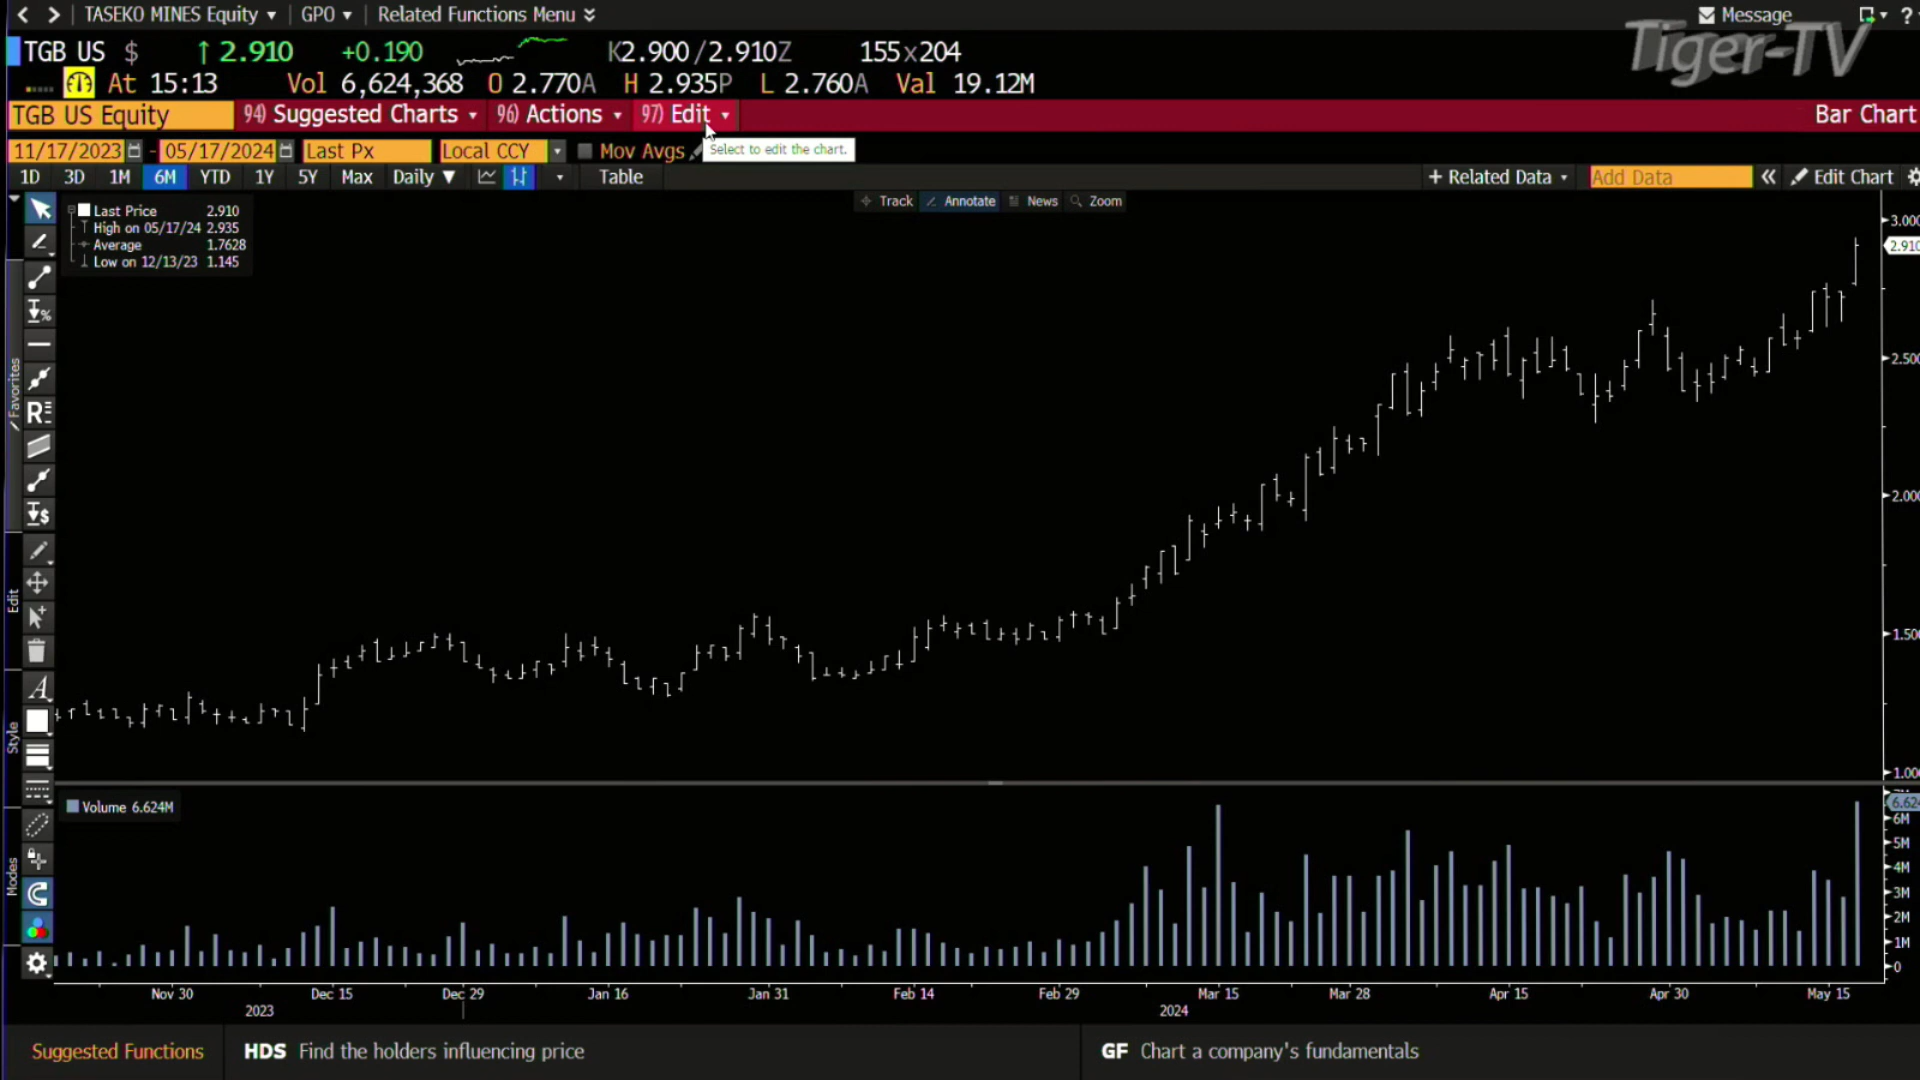 TASEKO MINES Equity GPO Related Functions Menu Message ?
Tiger-TV
TGB US $ ↑ 2.910 +0.190 K2.900/2.910Z 155x204
At 15:13 Vol 6,624,368 O 2.770A H 2.935P L 2.760A Val 19.12M
TGB US Equity 94) Suggested Charts 96) Actions 97) Edit Bar Chart
11/17/2023 - 05/17/2024 Last Px Local CCY Mov Avgs Select to edit the chart.
1D 3D 1M 6M YTD 1Y 5Y Max Daily ▼ Table + Related Data Add Data « Edit Chart
Track Annotate News Zoom
Last Price 2.910
High on 05/17/24 2.935
Average 1.7628
Low on 12/13/23 1.145
3.000
2.910
2.500
2.000
1.500
1.000
Favorites
Edit
Style
Modes
Volume 6.624M
6.624
6M
5M
4M
3M
2M
1M
0
Nov 30 Dec 15 Dec 29 Jan 16 Jan 31 Feb 14 Feb 29 Mar 15 Mar 28 Apr 15 Apr 30 May 15
2023 2024
Suggested Functions HDS Find the holders influencing price GF Chart a company's fundamentals